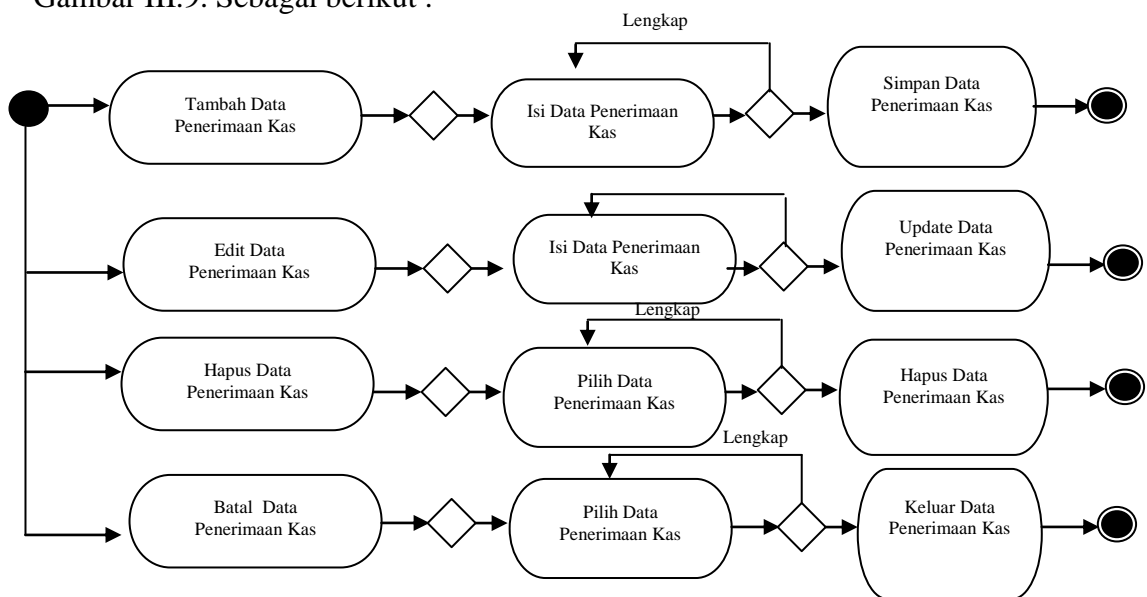 Gambar III.9. Sebagai berikut :
Lengkap
Tambah Data
Penerimaan Kas
Isi Data Penerimaan
Kas
Simpan Data
Penerimaan Kas
Edit Data
Penerimaan Kas
Isi Data Penerimaan
Kas
Update Data
Penerimaan Kas
Lengkap
Hapus Data
Penerimaan Kas
Pilih Data
Penerimaan Kas
Hapus Data
Penerimaan Kas
Lengkap
Batal Data
Penerimaan Kas
Pilih Data
Penerimaan Kas
Keluar Data
Penerimaan Kas